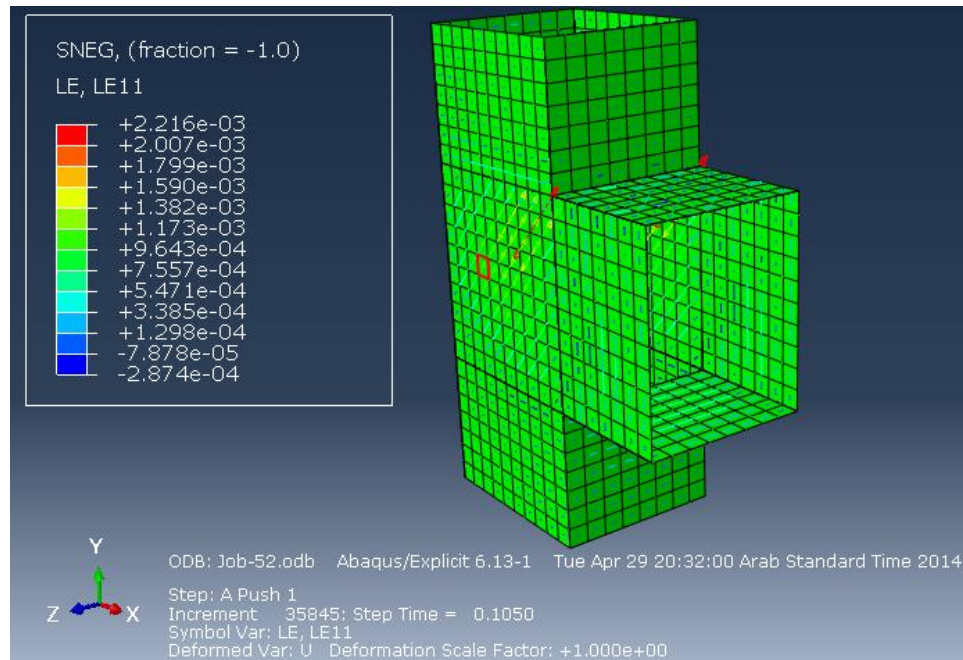 SNEG, (fraction = -1.0)
LE, LE11
+2.216e-03
+2.007e-03
+1.799e-03
+1.590e-03
+1.382e-03
+1.173e-03
+9.643e-04
+7.557e-04
+5.471e-04
+3.385e-04
+1.298e-04
-7.878e-05
-2.874e-04
Y
Z
X
ODB: Job-52.odb Abaqus/Explicit 6.13-1 Tue Apr 29 20:32:00 Arab Standard Time 2014
Step: A Push 1
Increment 35845: Step Time = 0.1050
Symbol Var: LE, LE11
Deformed Var: U Deformation Scale Factor: +1.000e+00